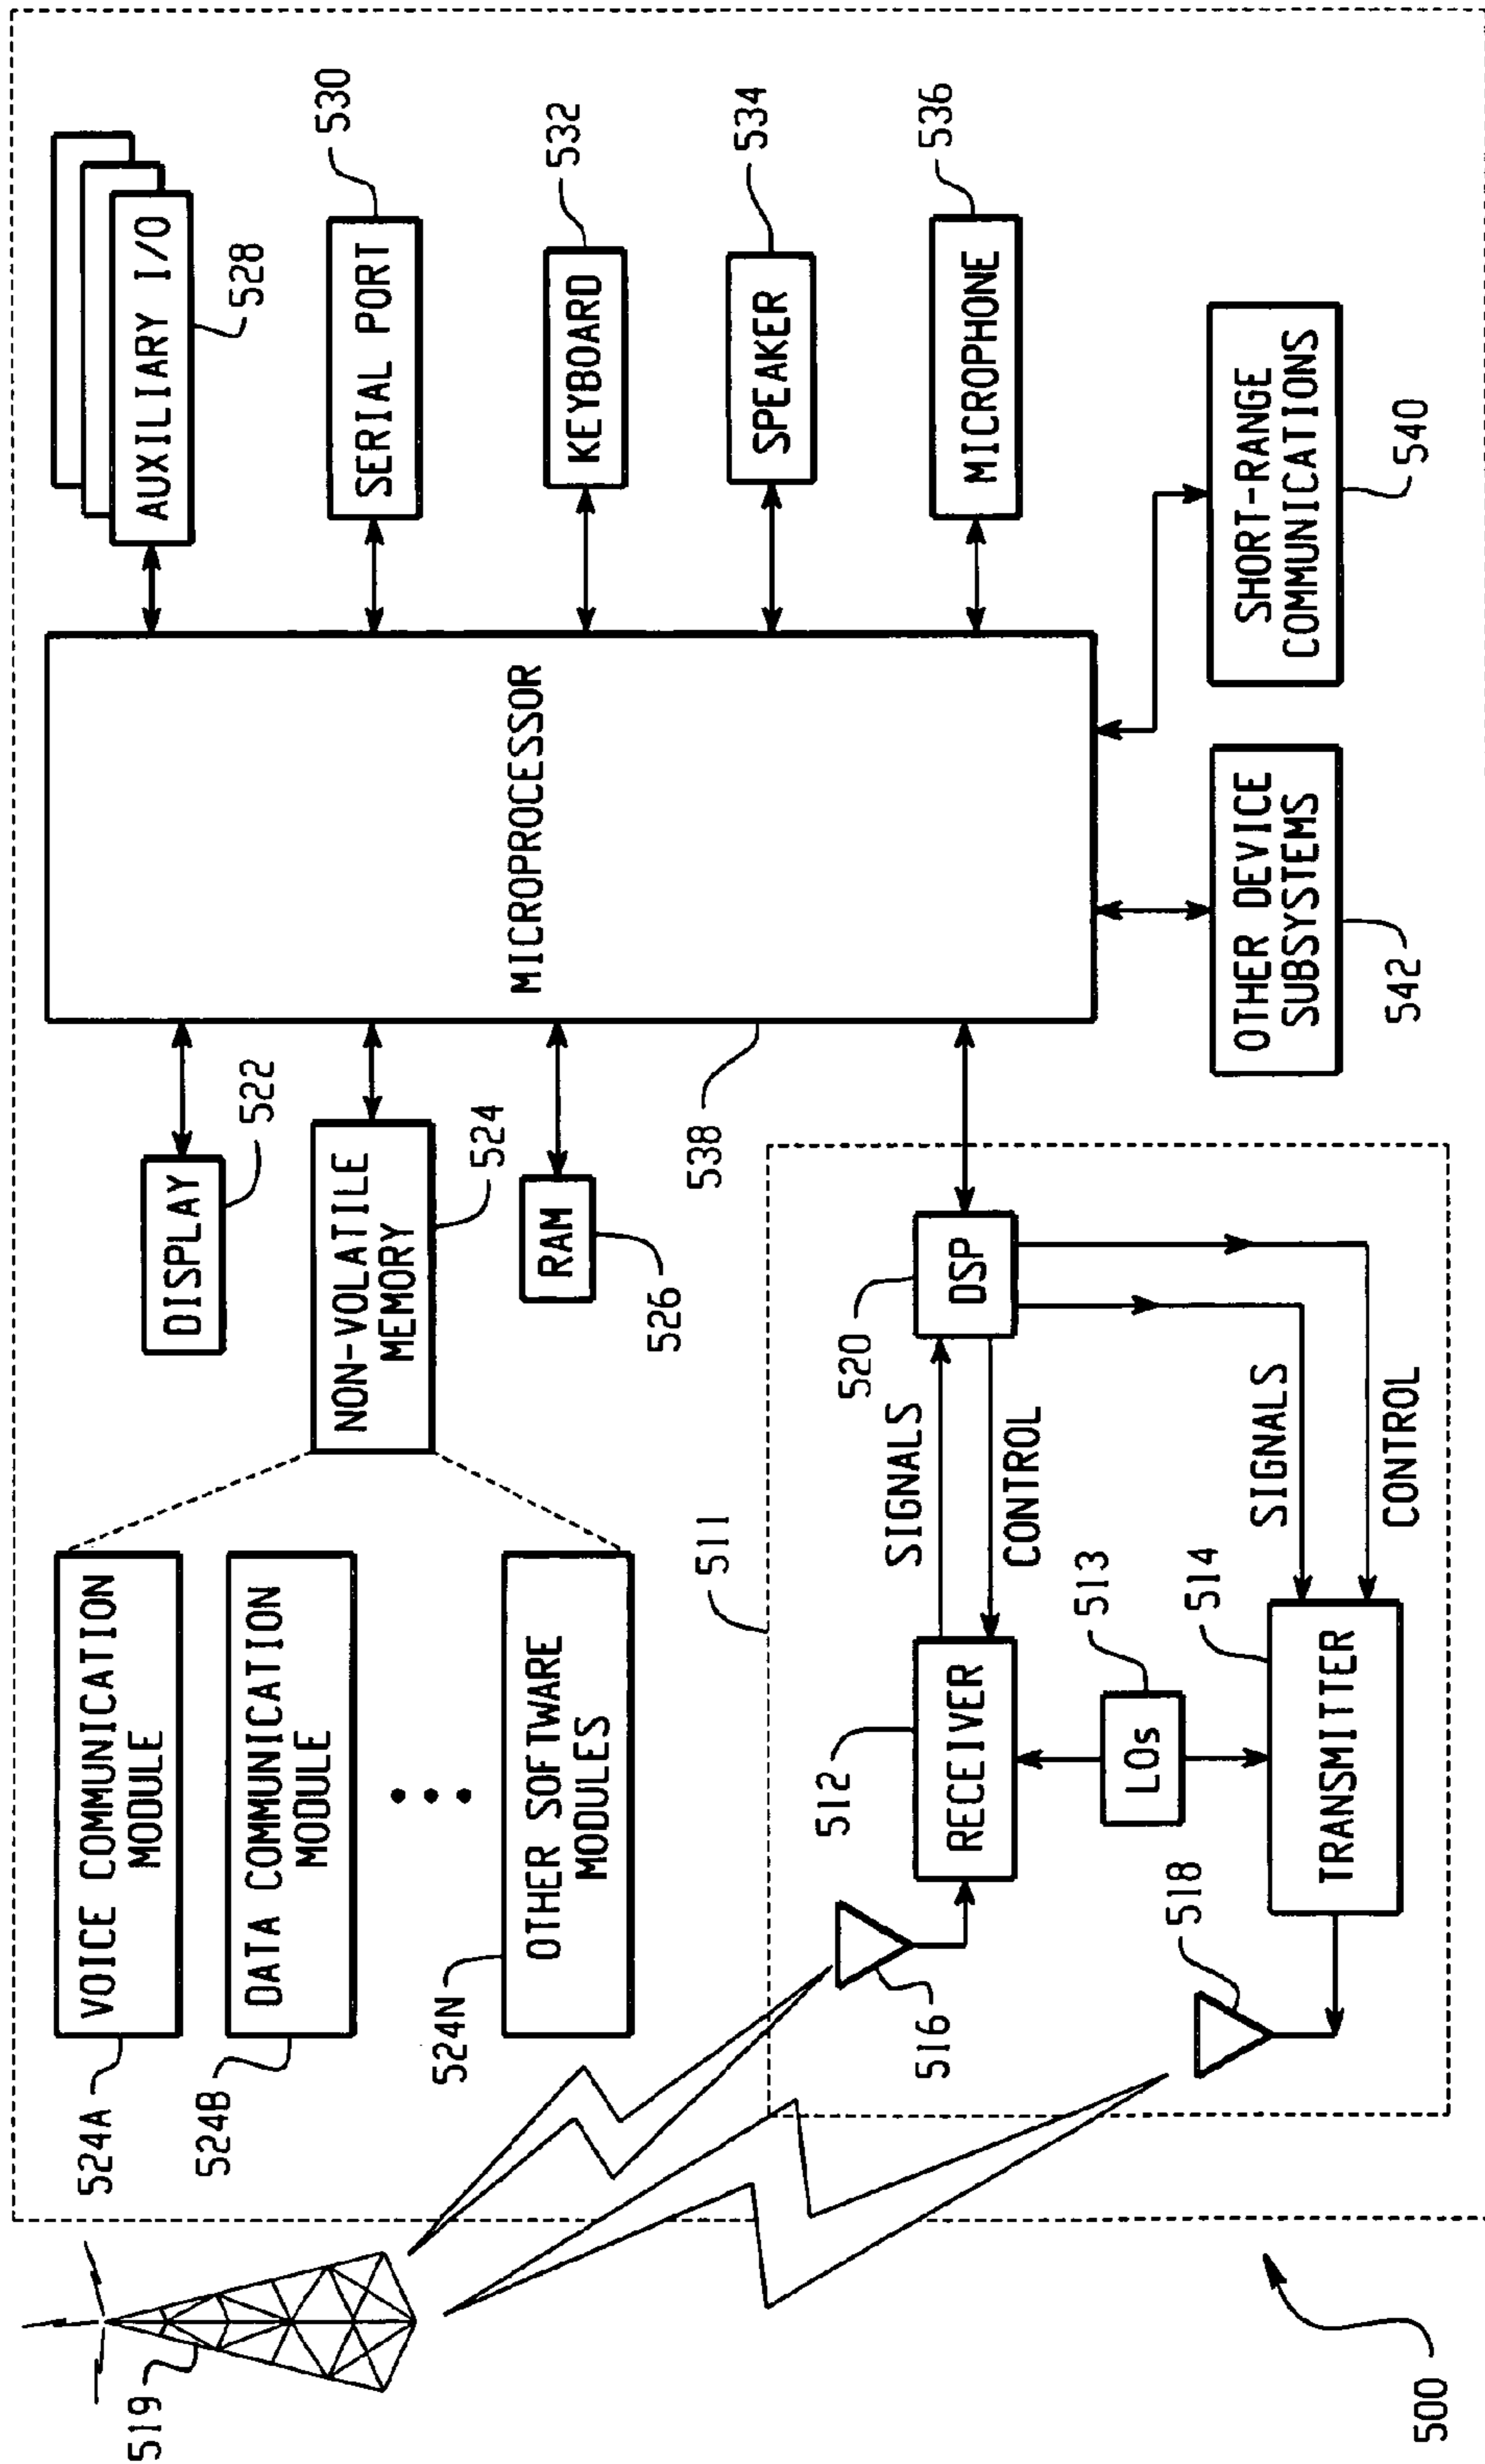 519
524A
VOICE COMMUNICATION
MODULE
524B
DATA COMMUNICATION
MODULE
524N
OTHER SOFTWARE
MODULES
DISPLAY
522
NON-VOLATILE
MEMORY
524
RAM
526
538
MICROPROCESSOR
AUXILIARY I/O
528
SERIAL PORT
530
KEYBOARD
532
SPEAKER
534
MICROPHONE
536
SHORT-RANGE
COMMUNICATIONS
540
OTHER DEVICE
SUBSYSTEMS
542
511
516
512
RECEIVER
SIGNALS
CONTROL
520
DSP
LOs
513
518
TRANSMITTER
514
SIGNALS
CONTROL
500